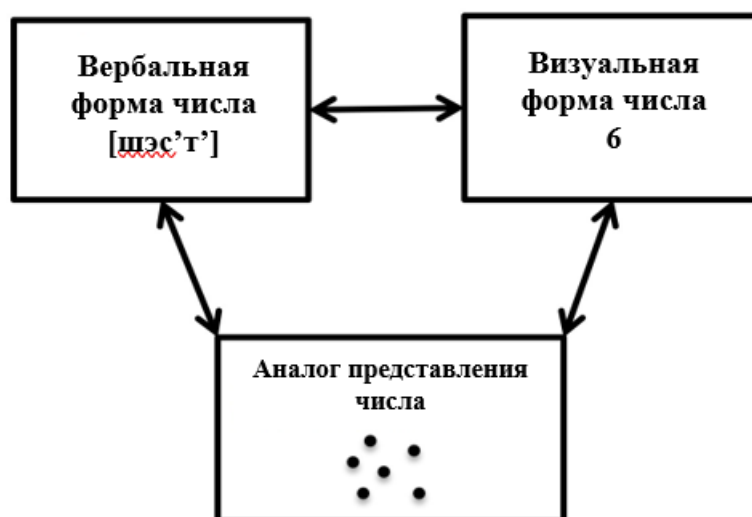 Вербальная
форма числа
[шэс’т’]
Визуальная
форма числа
6
Аналог представления
числа